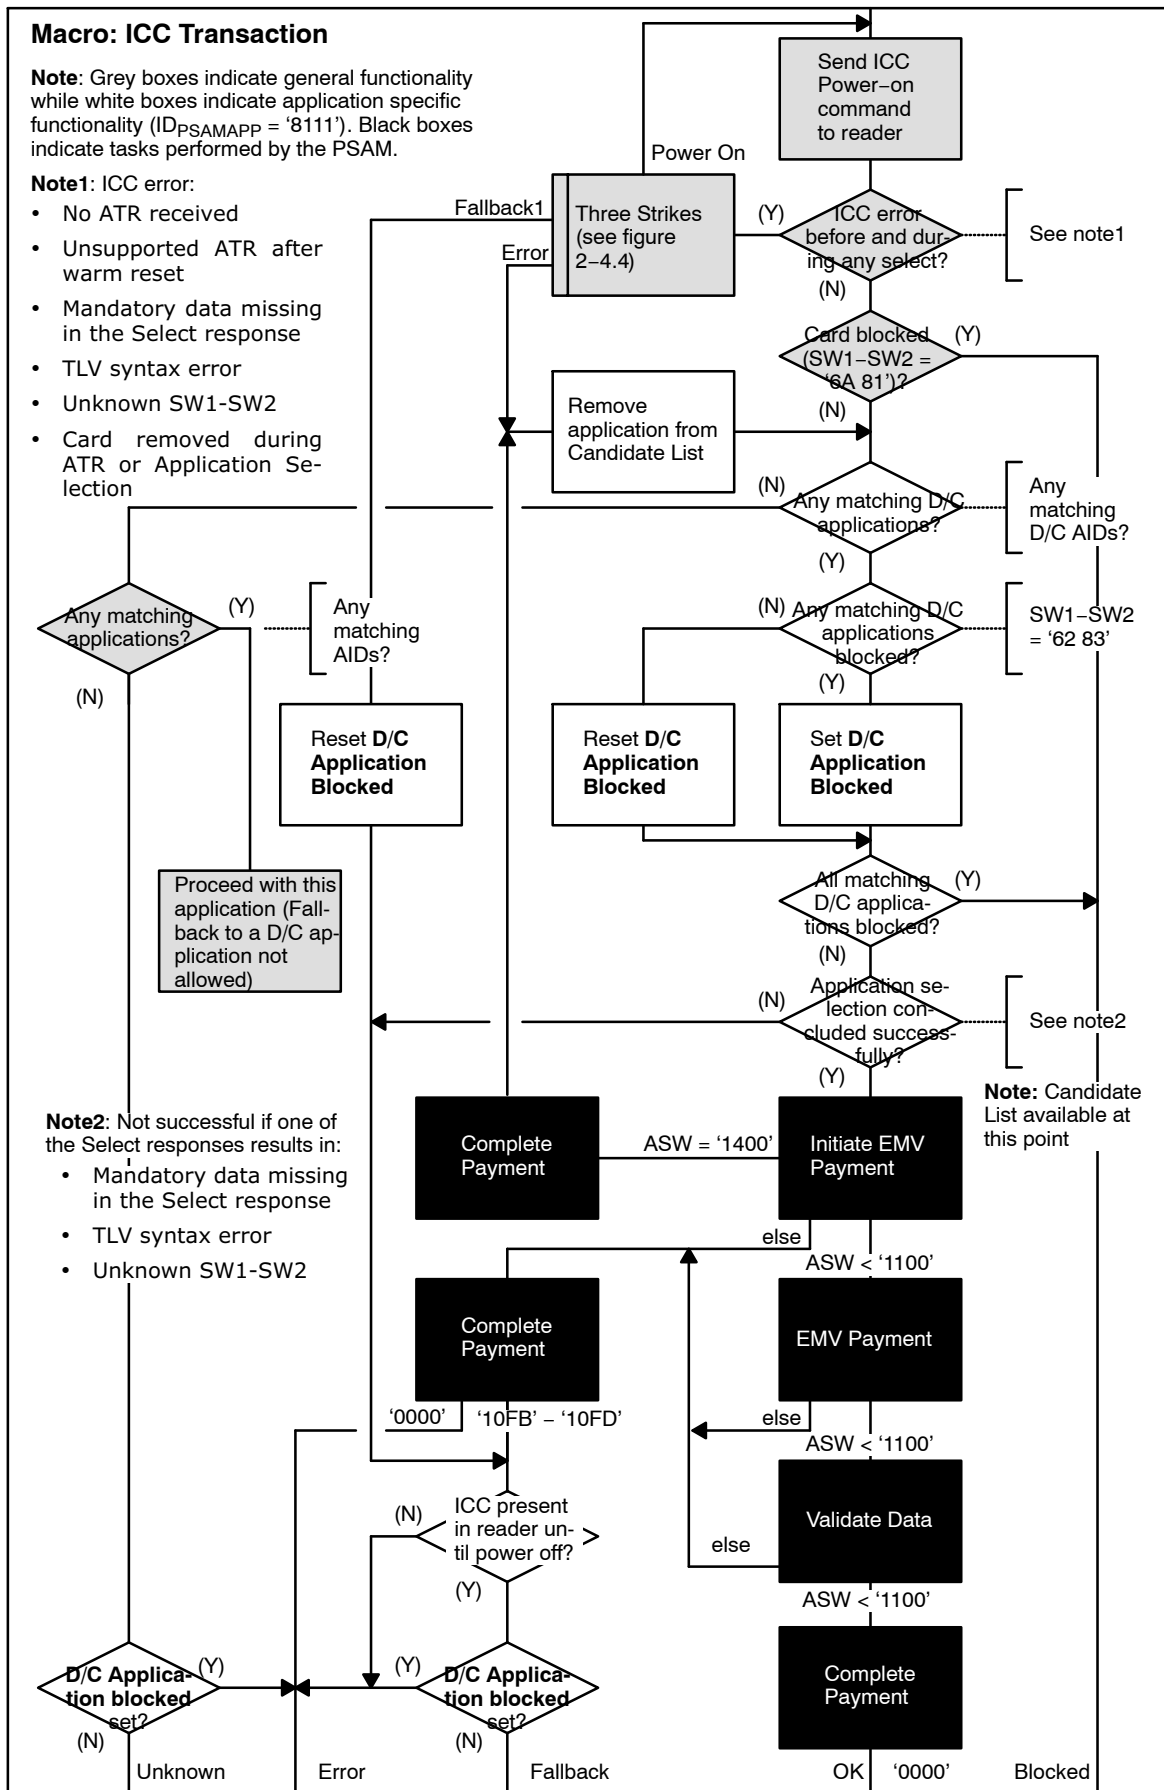 Macro: ICC Transaction
Note: Grey boxes indicate general functionality
while white boxes indicate application specific
functionality (IDPSAMAPP = ‘8111’). Black boxes
indicate tasks performed by the PSAM.
Note1: ICC error:
• No ATR received
• Unsupported ATR after
warm reset
• Mandatory data missing
in the Select response
• TLV syntax error
• Unknown SW1-SW2
• Card removed during
ATR or Application Se-
lection
Send ICC
Power–on
command
to reader
Power On
Fallback1
Error
Three Strikes
(see figure
2–4.4)
(Y)
ICC error
before and dur-
ing any select?
See note1
(N)
Card blocked
(SW1–SW2 =
‘6A 81’)?
(Y)
(N)
Remove
application from
Candidate List
(N)
Any matching D/C
applications?
Any
matching
D/C AIDs?
(Y)
Any matching
applications?
(Y)
Any
matching
AIDs?
(N)
(N)
Any matching D/C
applications
blocked?
SW1–SW2
= ‘62 83’
(Y)
Reset D/C
Application
Blocked
Reset D/C
Application
Blocked
Set D/C
Application
Blocked
Proceed with this
application (Fall-
back to a D/C ap-
plication not
allowed)
All matching
D/C applica-
tions blocked?
(Y)
(N)
(N)
Application se-
lection con-
cluded success-
fully?
See note2
(Y)
Note: Candidate
List available at
this point
Note2: Not successful if one of
the Select responses results in:
• Mandatory data missing
in the Select response
• TLV syntax error
• Unknown SW1-SW2
Complete
Payment
ASW = ‘1400’
Initiate EMV
Payment
else
ASW < ‘1100’
Complete
Payment
EMV Payment
‘0000’
‘10FB’ – ‘10FD’
else
ASW < ‘1100’
(N)
ICC present
in reader un-
til power off?
(Y)
Validate Data
else
ASW < ‘1100’
D/C Applica-
tion blocked
set?
(Y)
(N)
(Y)
D/C Applica-
tion blocked
set?
(N)
Complete
Payment
Unknown
Error
Fallback
OK
‘0000’
Blocked